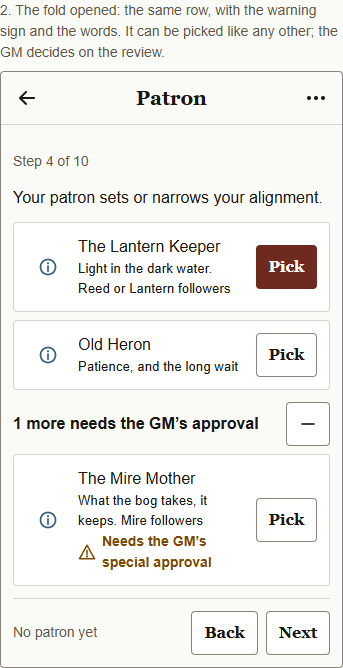 2. The fold opened: the same row, with the warning
sign and the words. It can be picked like any other; the
GM decides on the review.
Patron
Step 4 of 10
Your patron sets or narrows your alignment.
The Lantern Keeper
Light in the dark water.
Reed or Lantern followers
Pick
Old Heron
Patience, and the long wait
Pick
1 more needs the GM’s approval
The Mire Mother
What the bog takes, it
keeps. Mire followers
Needs the GM’s
special approval
Pick
No patron yet
Back
Next